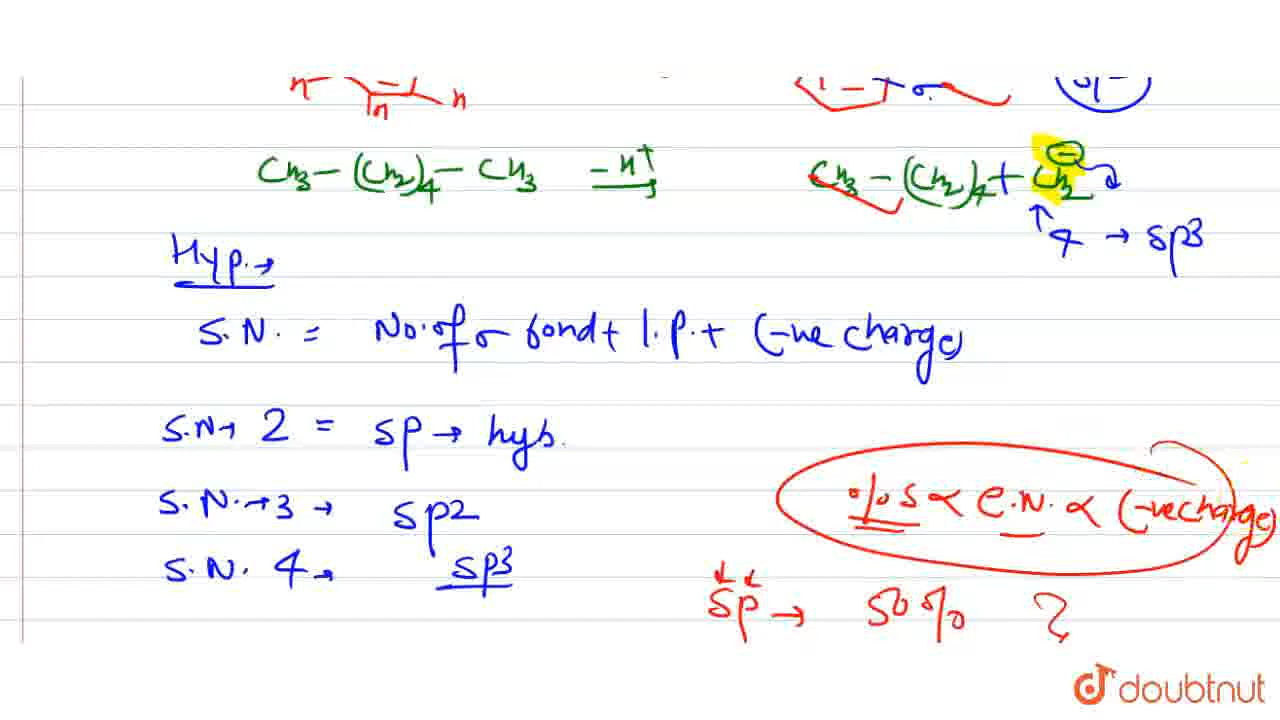 n n n
CH3 - (CH2)4 - CH3 -H+ → CH3 - (CH2)4 + CH2 ⊖
↑ 4 → sp3
Hyp. →
S.N. = No. of σ bond + l.p. + (-ve charge)
S.N → 2 = sp → hyb.
S.N. → 3 → sp2
% s ∝ E.N. ∝ (-ve charge)
S.N. 4 → sp3
sp → 50%
doubtnut